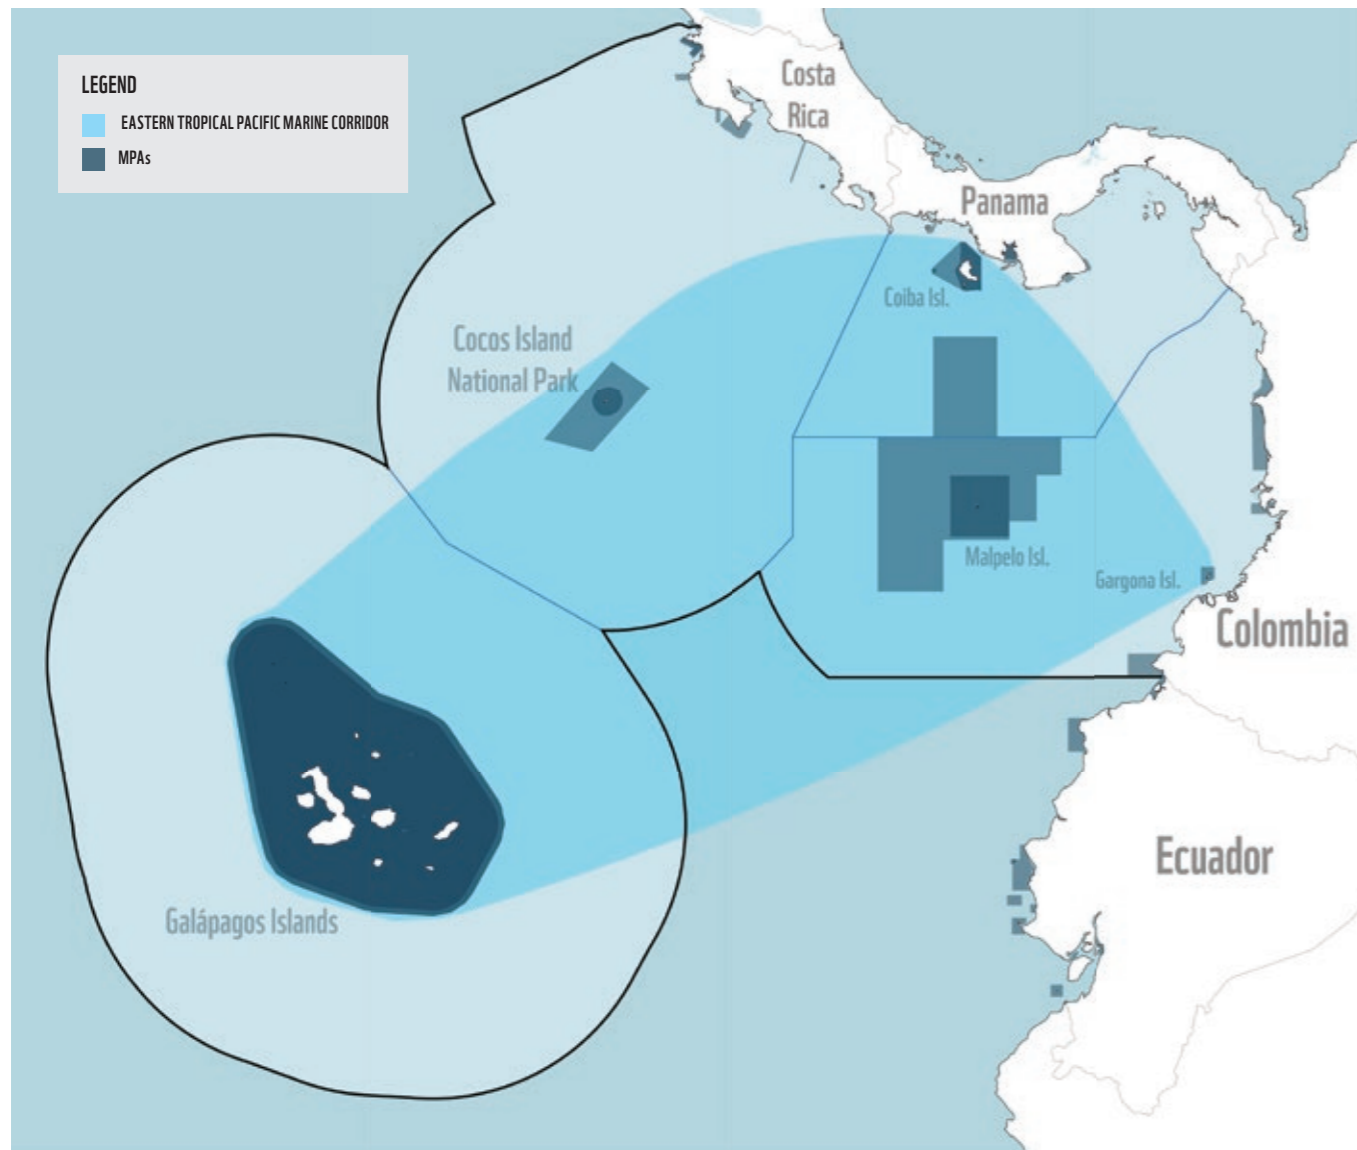 LEGEND
EASTERN TROPICAL PACIFIC MARINE CORRIDOR
MPAs
Costa
Rica
Panama
Coiba Isl.
Cocos Island
National Park
Malpelo Isl.
Gargona Isl.
Colombia
Ecuador
Galápagos Islands